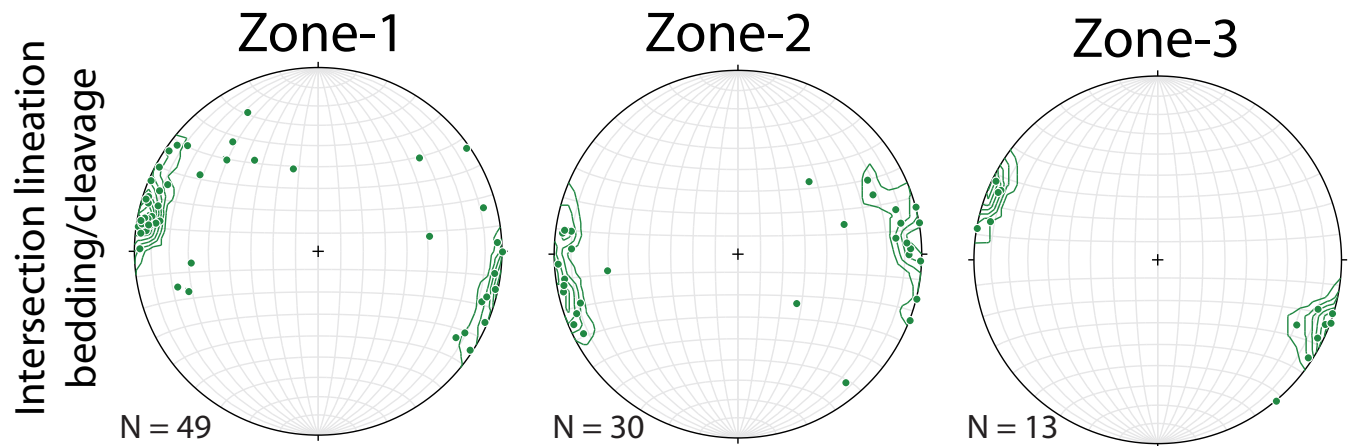 Zone-1
Zone-2
Zone-3
Intersection lineation
bedding/cleavage
N = 49
N = 30
N = 13